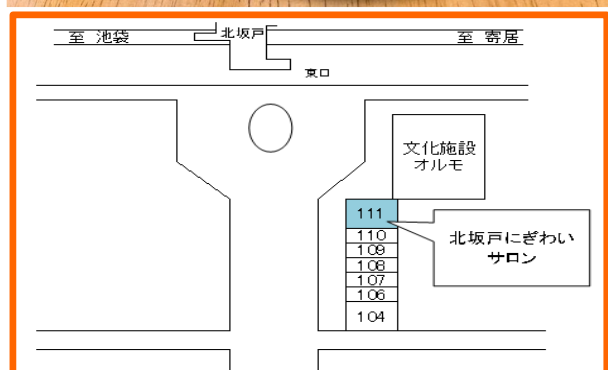 至 池袋
北坂戸
至 寄居
東口
文化施設
オルモ
111
110
109
108
107
106
104
北坂戸にぎわい
サロン